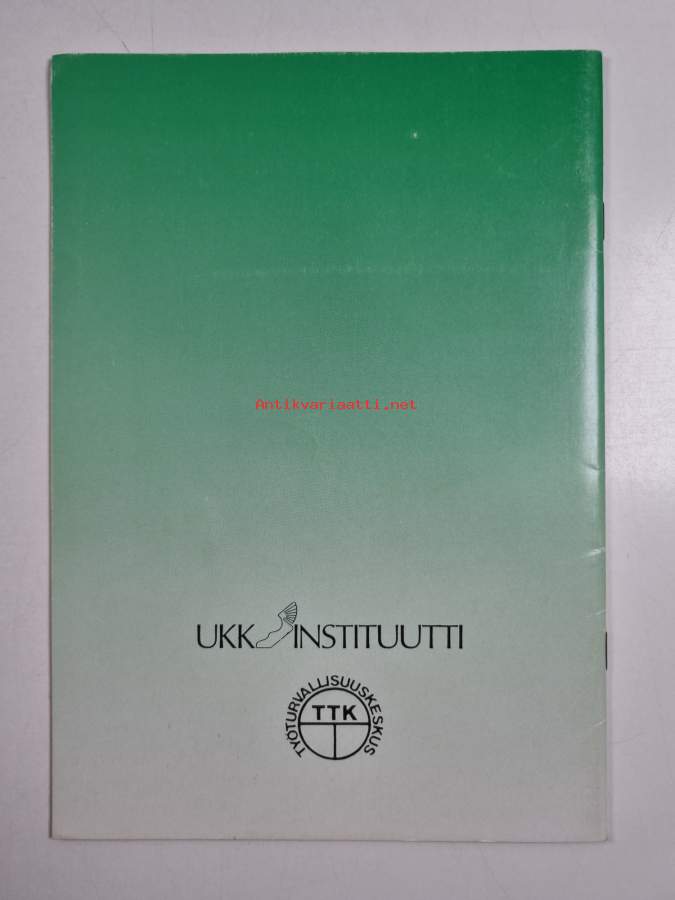 Antikvariaatti.net
UKK INSTITUUTTI
TYÖTURVALLISUUSKESKUS
TTK